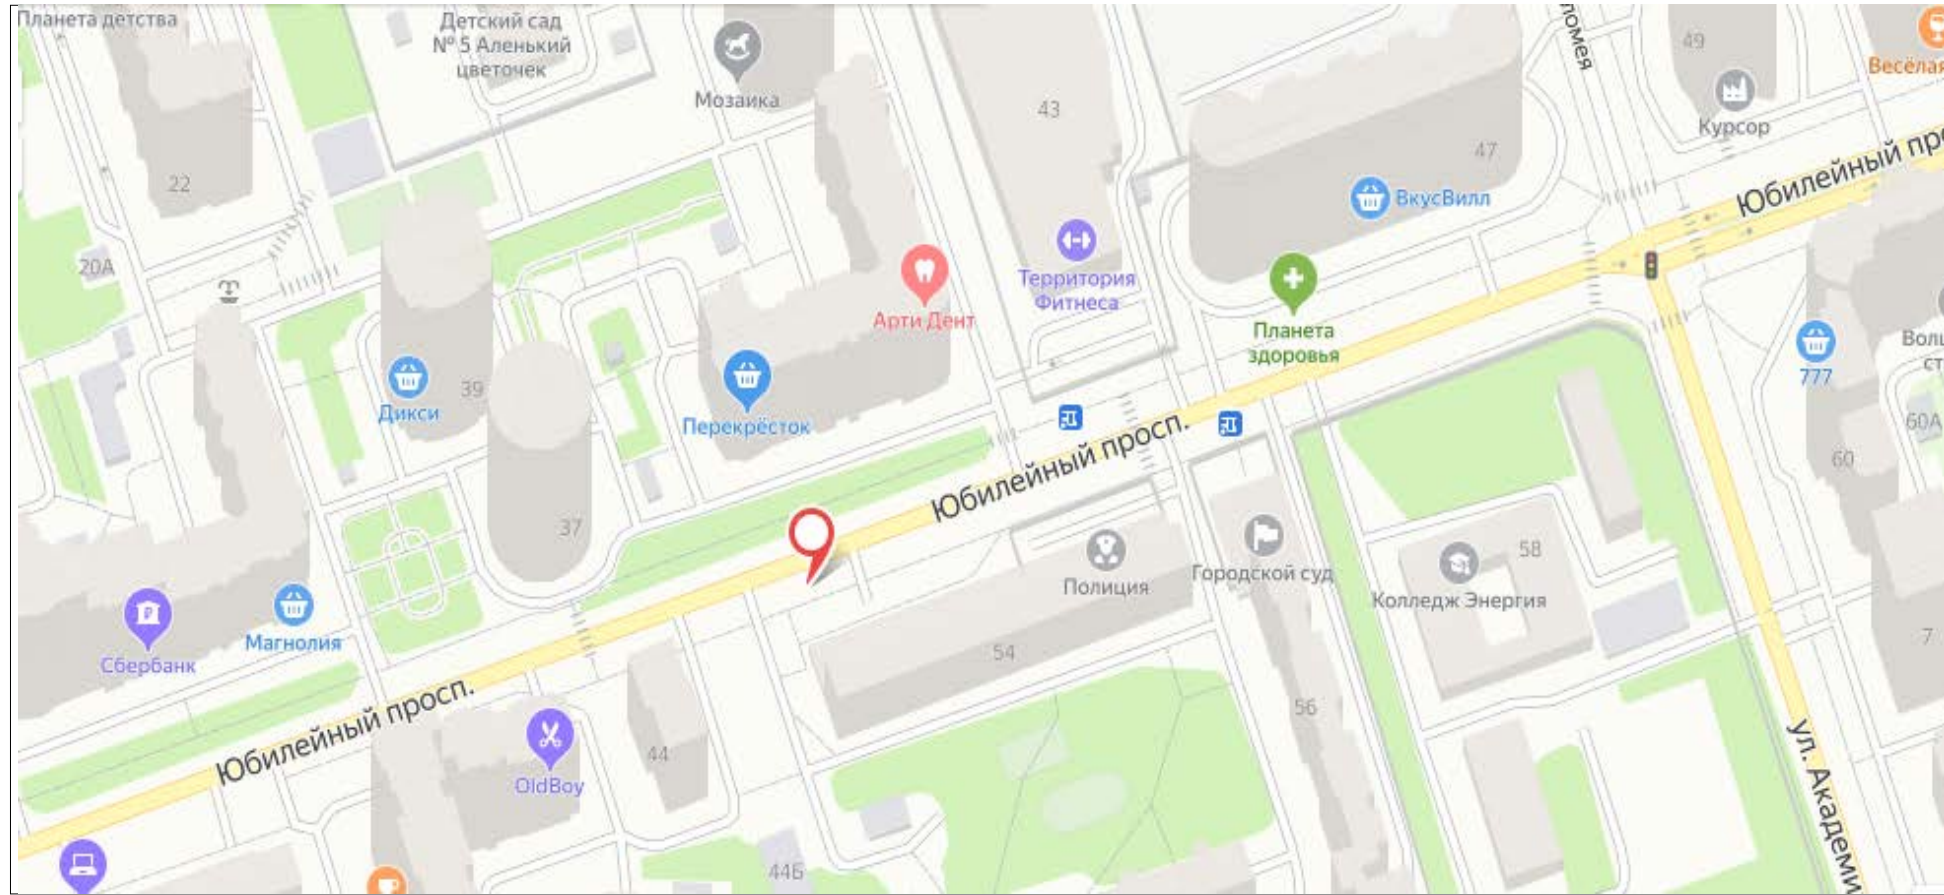 Планета детства
Детский сад
№ 5 Аленький
цветочек
Мозаика
43
49
Весёлая
Курсор
47
22
ВкусВилл
Юбилейный
20А
Территория
Фитнеса
Арти Дент
Планета
здоровья
777
39
Дикси
Перекрёсток
60А
60
Юбилейный просп.
37
Полиция
Городской суд
58
Колледж Энергия
Сбербанк
Магнолия
54
7
Юбилейный просп.
56
44
OldBoy
ул.
44Б